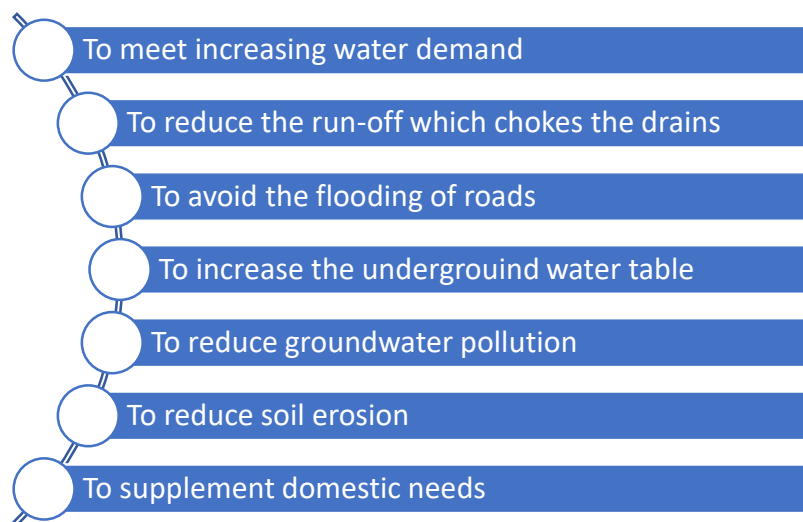 To meet increasing water demand
To reduce the run-off which chokes the drains
To avoid the flooding of roads
To increase the undergrouind water table
To reduce groundwater pollution
To reduce soil erosion
To supplement domestic needs